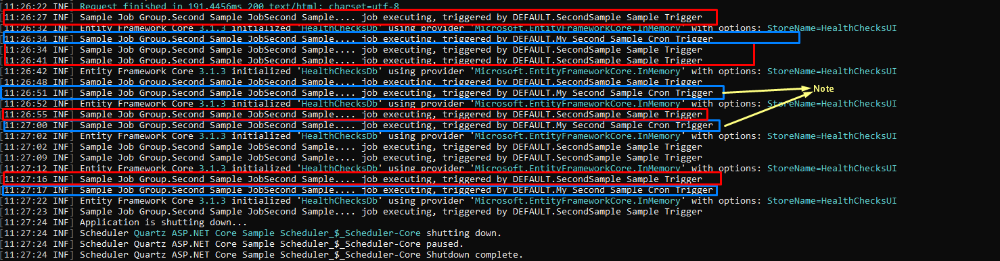 [11:26:22 INF] Request finished in 191.4456ms 200 text/html; charset=utf-8
[11:26:27 INF] Sample Job Group.Second Sample JobSecond Sample.... job executing, triggered by DEFAULT.SecondSample Sample Trigger
[11:26:32 INF] Entity Framework Core 3.1.3 initialized 'HealthChecksDb' using provider 'Microsoft.EntityFrameworkCore.InMemory' with options: StoreName=HealthChecksUI
[11:26:34 INF] Sample Job Group.Second Sample JobSecond Sample.... job executing, triggered by DEFAULT.My Second Sample Cron Trigger
[11:26:34 INF] Sample Job Group.Second Sample JobSecond Sample.... job executing, triggered by DEFAULT.SecondSample Sample Trigger
[11:26:41 INF] Sample Job Group.Second Sample JobSecond Sample.... job executing, triggered by DEFAULT.SecondSample Sample Trigger
[11:26:42 INF] Entity Framework Core 3.1.3 initialized 'HealthChecksDb' using provider 'Microsoft.EntityFrameworkCore.InMemory' with options: StoreName=HealthChecksUI
[11:26:48 INF] Sample Job Group.Second Sample JobSecond Sample.... job executing, triggered by DEFAULT.SecondSample Sample Trigger
[11:26:51 INF] Sample Job Group.Second Sample JobSecond Sample.... job executing, triggered by DEFAULT.My Second Sample Cron Trigger
Note
[11:26:52 INF] Entity Framework Core 3.1.3 initialized 'HealthChecksDb' using provider 'Microsoft.EntityFrameworkCore.InMemory' with options: StoreName=HealthChecksUI
[11:26:55 INF] Sample Job Group.Second Sample JobSecond Sample.... job executing, triggered by DEFAULT.SecondSample Sample Trigger
[11:27:00 INF] Sample Job Group.Second Sample JobSecond Sample.... job executing, triggered by DEFAULT.My Second Sample Cron Trigger
[11:27:02 INF] Entity Framework Core 3.1.3 initialized 'HealthChecksDb' using provider 'Microsoft.EntityFrameworkCore.InMemory' with options: StoreName=HealthChecksUI
[11:27:02 INF] Sample Job Group.Second Sample JobSecond Sample.... job executing, triggered by DEFAULT.SecondSample Sample Trigger
[11:27:09 INF] Sample Job Group.Second Sample JobSecond Sample.... job executing, triggered by DEFAULT.SecondSample Sample Trigger
[11:27:12 INF] Entity Framework Core 3.1.3 initialized 'HealthChecksDb' using provider 'Microsoft.EntityFrameworkCore.InMemory' with options: StoreName=HealthChecksUI
[11:27:16 INF] Sample Job Group.Second Sample JobSecond Sample.... job executing, triggered by DEFAULT.SecondSample Sample Trigger
[11:27:17 INF] Sample Job Group.Second Sample JobSecond Sample.... job executing, triggered by DEFAULT.My Second Sample Cron Trigger
[11:27:22 INF] Entity Framework Core 3.1.3 initialized 'HealthChecksDb' using provider 'Microsoft.EntityFrameworkCore.InMemory' with options: StoreName=HealthChecksUI
[11:27:23 INF] Sample Job Group.Second Sample JobSecond Sample.... job executing, triggered by DEFAULT.SecondSample Sample Trigger
[11:27:24 INF] Application is shutting down...
[11:27:24 INF] Scheduler Quartz ASP.NET Core Sample Scheduler_$_Scheduler-Core shutting down.
[11:27:24 INF] Scheduler Quartz ASP.NET Core Sample Scheduler_$_Scheduler-Core paused.
[11:27:24 INF] Scheduler Quartz ASP.NET Core Sample Scheduler_$_Scheduler-Core Shutdown complete.